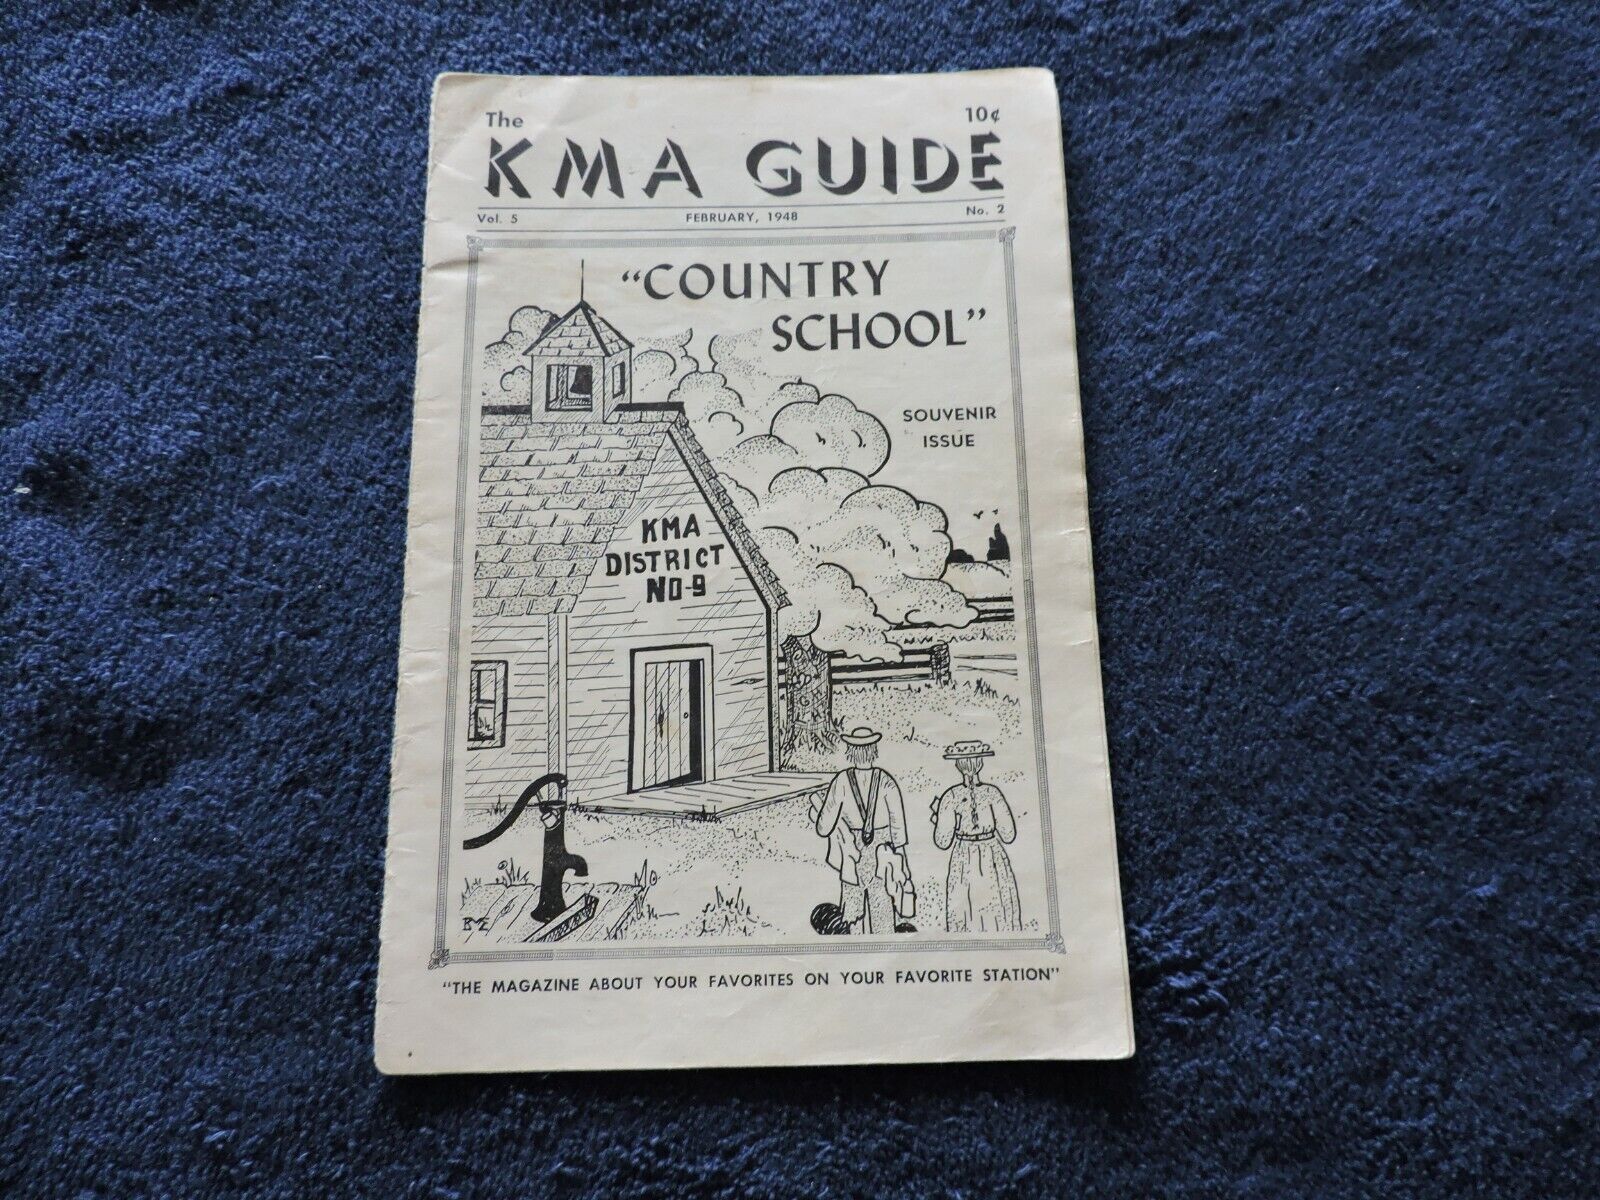 The
10¢
KMA GUIDE
Vol. 5 FEBRUARY, 1948 No. 2
"COUNTRY
SCHOOL"
SOUVENIR
ISSUE
KMA
DISTRICT
NO-9
"THE MAGAZINE ABOUT YOUR FAVORITES ON YOUR FAVORITE STATION"